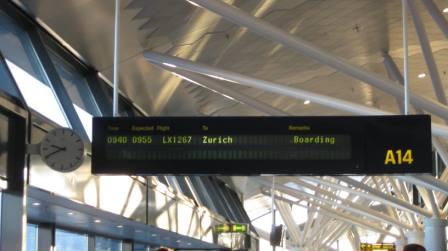 Time Expected Flight To Remarks
0940 0955 LX1267 Zurich Boarding
A14